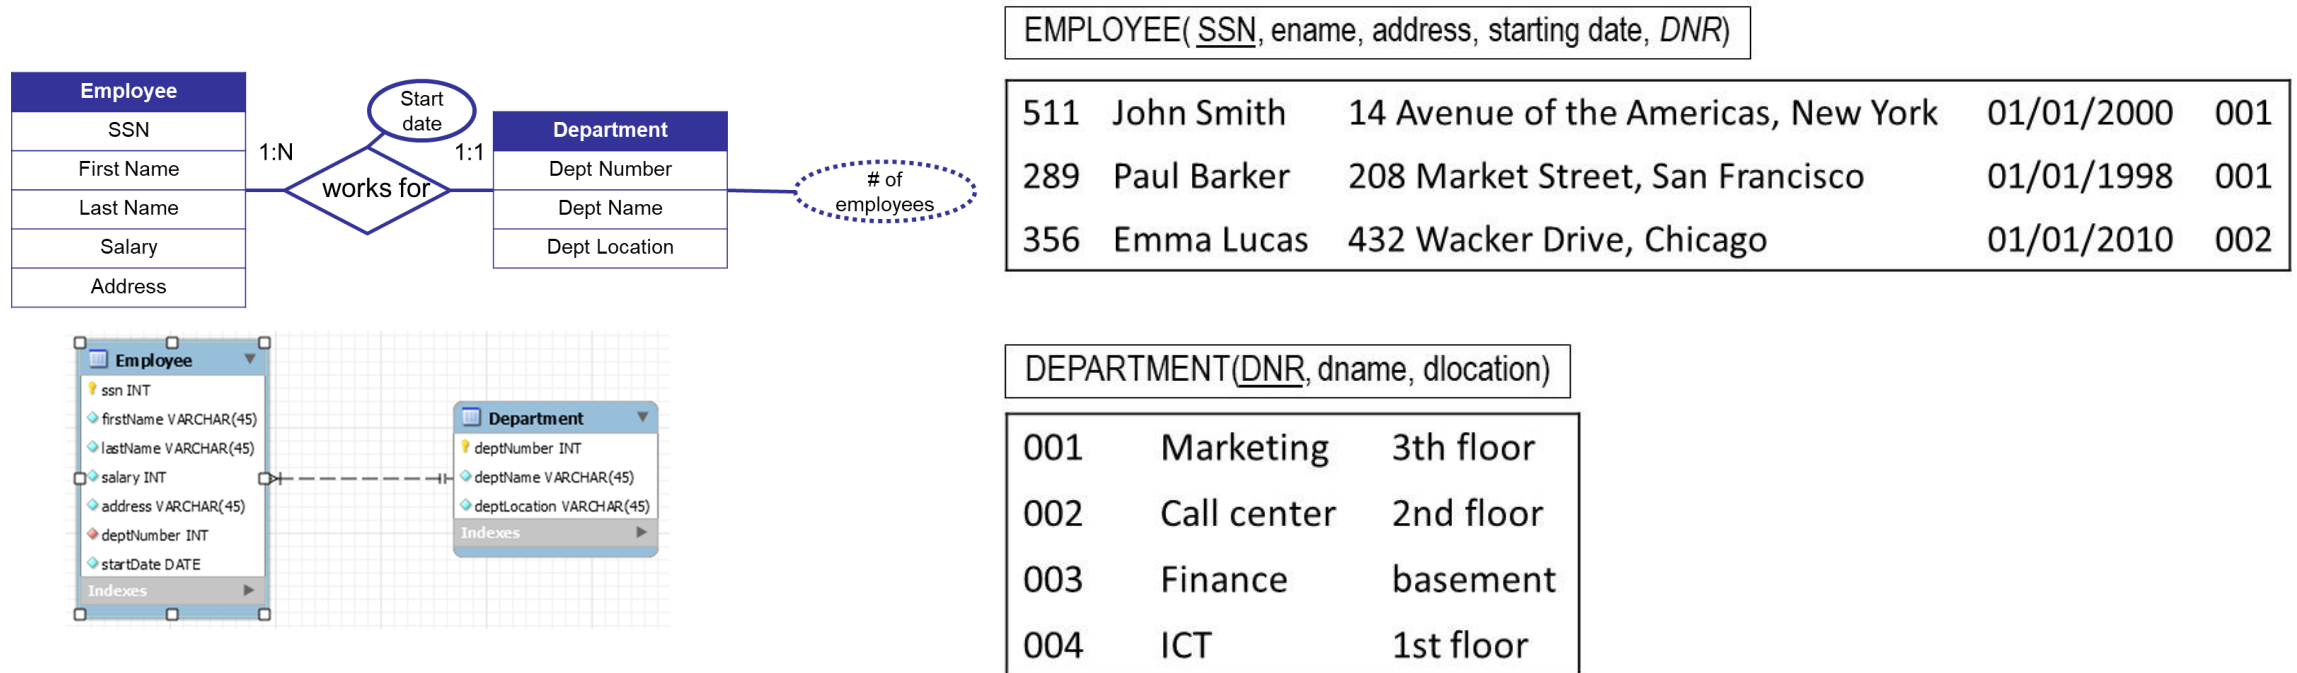 Employee
SSN
First Name
Last Name
Salary
Address
1:N
works for
Start
date
1:1
Department
Dept Number
Dept Name
Dept Location
# of
employees
Employee
ssn INT
firstName VARCHAR(45)
lastName VARCHAR(45)
salary INT
address VARCHAR(45)
deptNumber INT
startDate DATE
Indexes
Department
deptNumber INT
deptName VARCHAR(45)
deptLocation VARCHAR(45)
Indexes
EMPLOYEE( SSN, ename, address, starting date, DNR)
511 John Smith 14 Avenue of the Americas, New York 01/01/2000 001
289 Paul Barker 208 Market Street, San Francisco 01/01/1998 001
356 Emma Lucas 432 Wacker Drive, Chicago 01/01/2010 002
DEPARTMENT(DNR, dname, dlocation)
001 Marketing 3th floor
002 Call center 2nd floor
003 Finance basement
004 ICT 1st floor